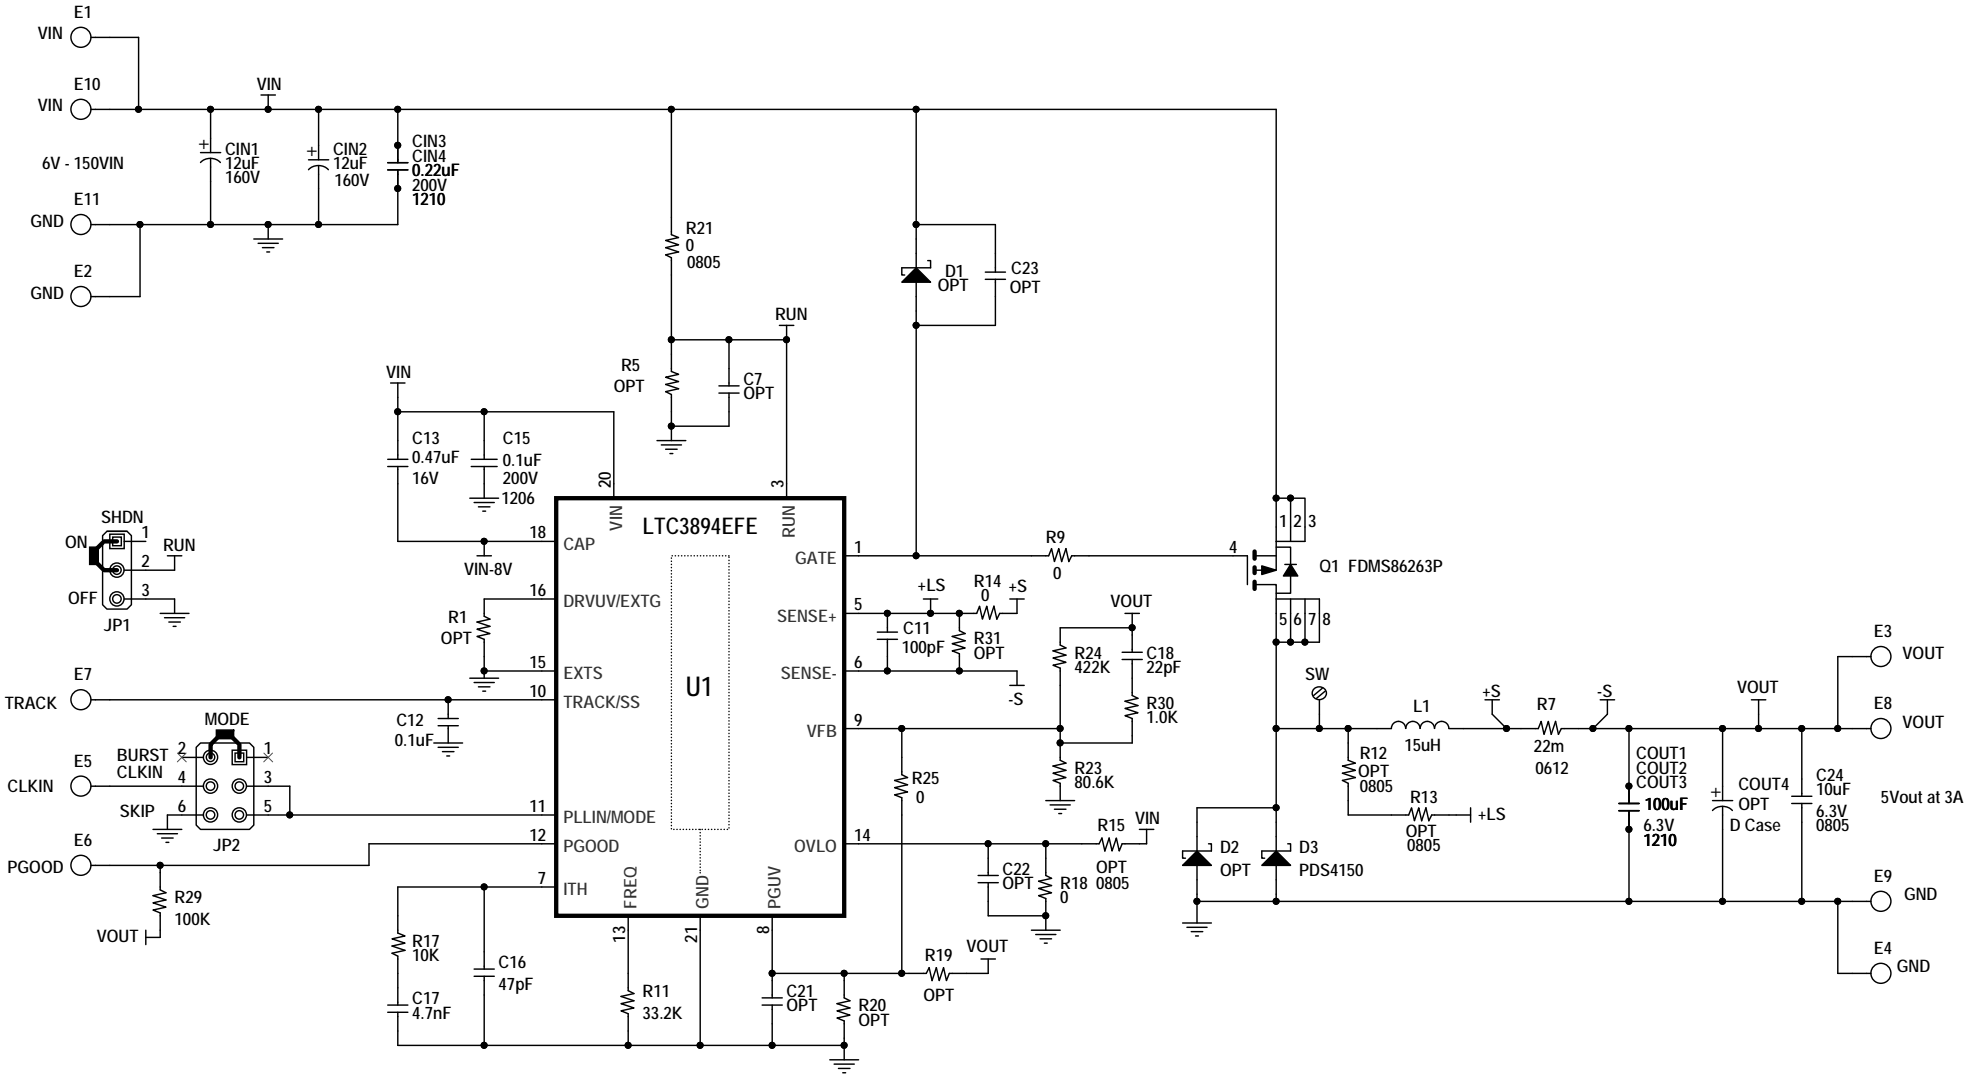 E1
VIN
E10
VIN
VIN
6V - 150VIN
E11
GND
E2
GND
+
CIN1
12uF
160V
+
CIN2
12uF
160V
CIN3
CIN4
0.22uF
200V
1210
R21
0
0805
D1
OPT
C23
OPT
RUN
R5
OPT
C7
OPT
VIN
C13
0.47uF
16V
C15
0.1uF
200V
1206
20
3
VIN
RUN
LTC3894EFE
U1
18
CAP
VIN-8V
16
DRVUV/EXTG
R1
OPT
15
EXTS
10
TRACK/SS
SHDN
ON
1
2
RUN
OFF
3
JP1
E7
TRACK
C12
0.1uF
MODE
BURST
2
1
E5
CLKIN
CLKIN
4
3
SKIP
6
5
JP2
11
PLLIN/MODE
E6
PGOOD
12
PGOOD
R29
100K
VOUT
7
ITH
R17
10K
C17
4.7nF
C16
47pF
FREQ
13
R11
33.2K
GND
21
PGUV
8
C21
OPT
R20
OPT
R19
OPT
VOUT
GATE
1
R9
0
4
1 2 3
Q1 FDMS86263P
5 6 7 8
SENSE+
5
+LS
R14
0
+S
C11
100pF
R31
OPT
SENSE-
6
-S
VOUT
R24
422K
C18
22pF
R30
1.0K
VFB
9
R23
80.6K
R25
0
OVLO
14
C22
OPT
R18
0
R15
OPT
0805
VIN
SW
L1
15uH
+S
R7
22m
0612
-S
VOUT
R12
OPT
0805
R13
OPT
0805
+LS
D2
OPT
D3
PDS4150
COUT1
COUT2
COUT3
100uF
6.3V
1210
+
COUT4
OPT
D Case
C24
10uF
6.3V
0805
E3
VOUT
E8
VOUT
5Vout at 3A
E9
GND
E4
GND